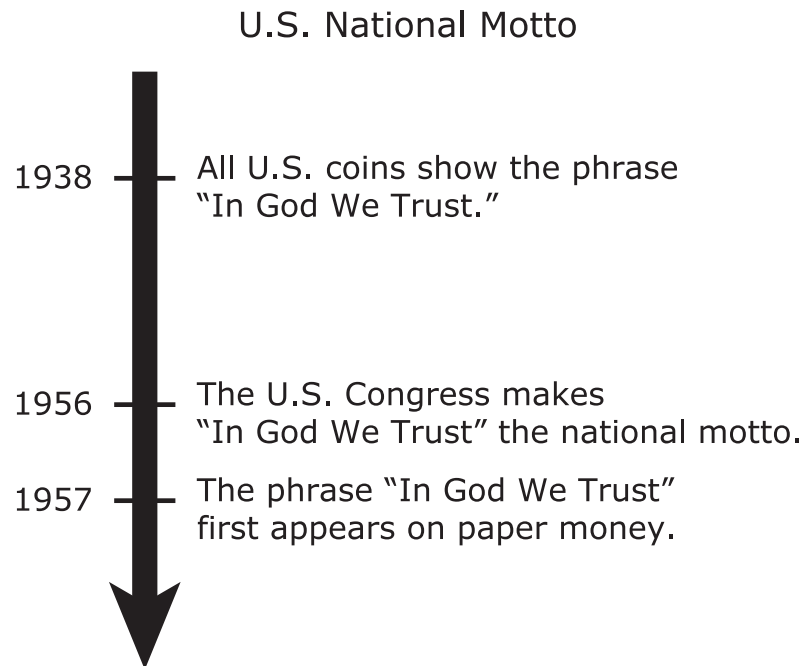 U.S. National Motto
1938
All U.S. coins show the phrase
“In God We Trust.”
1956
The U.S. Congress makes
“In God We Trust” the national motto.
1957
The phrase “In God We Trust”
first appears on paper money.